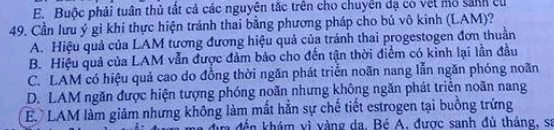 E. Buộc phải tuân thủ tất cả các nguyên tắc trên cho chuyển dạ có vết mổ sanh cũ
49. Cần lưu ý gì khi thực hiện tránh thai bằng phương pháp cho bú vô kinh (LAM)?
A. Hiệu quả của LAM tương đương hiệu quả của tránh thai progestogen đơn thuần
B. Hiệu quả của LAM vẫn được đảm bảo cho đến tận thời điểm có kinh lại lần đầu
C. LAM có hiệu quả cao do đồng thời ngăn phát triển noãn nang lẫn ngăn phóng noãn
D. LAM ngăn được hiện tượng phóng noãn nhưng không ngăn phát triển noãn nang
E. LAM làm giảm nhưng không làm mất hẳn sự chế tiết estrogen tại buồng trứng
mẹ đưa đến khám vì vàng da. Bé A. được sanh đủ tháng,